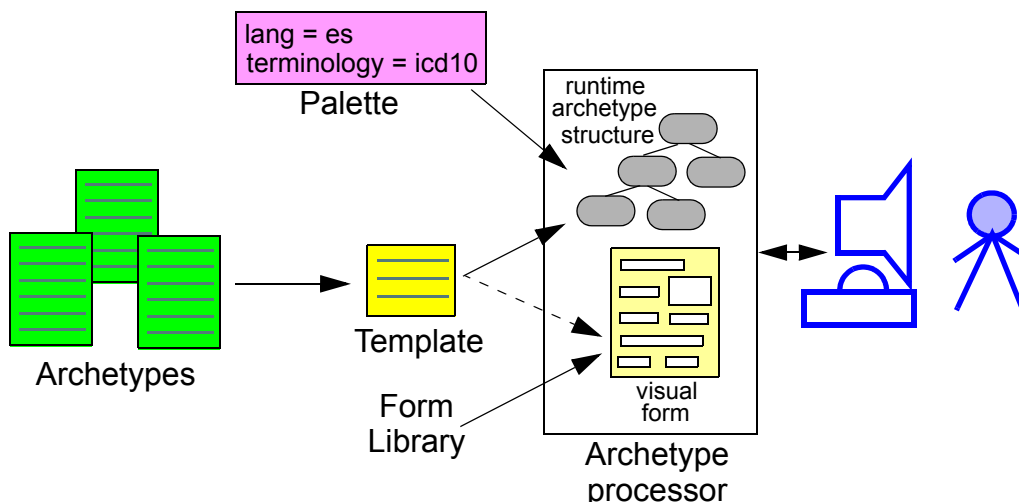 lang = es
terminology = icd10
Palette
runtime
archetype
structure
Archetypes
Template
Form
Library
visual
form
Archetype
processor